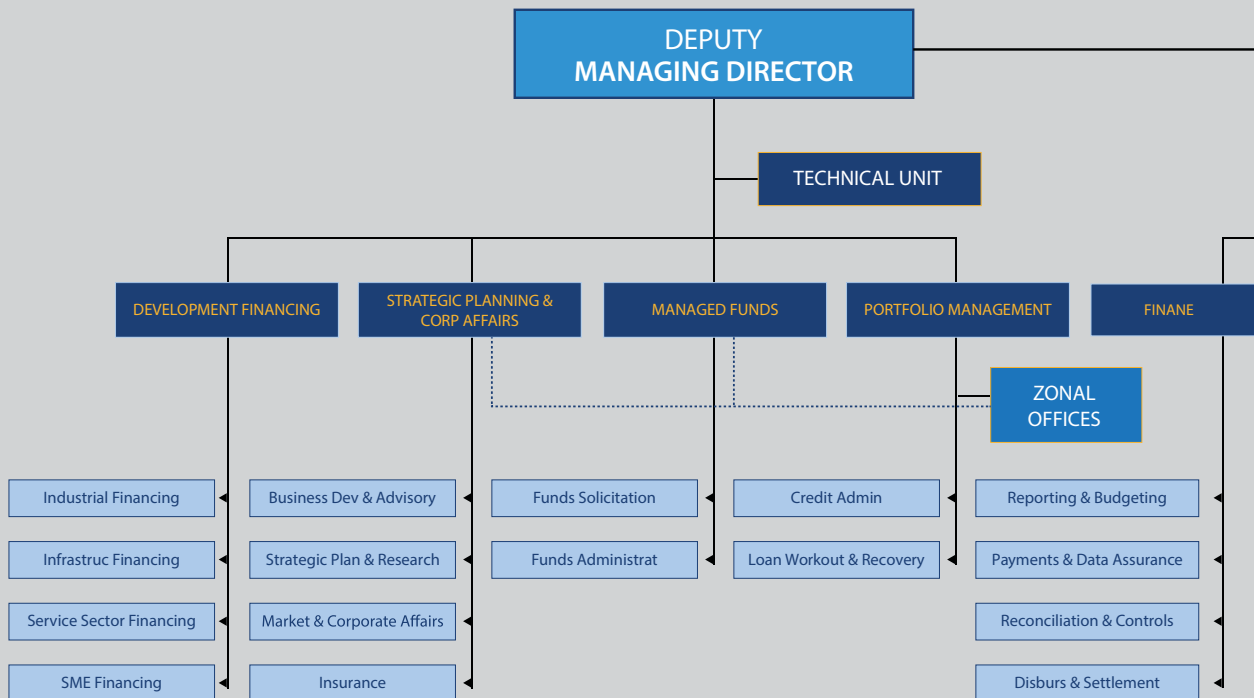 DEPUTY
MANAGING DIRECTOR
TECHNICAL UNIT
DEVELOPMENT FINANCING
STRATEGIC PLANNING &
CORP AFFAIRS
MANAGED FUNDS
PORTFOLIO MANAGEMENT
FINANE
ZONAL
OFFICES
Industrial Financing
Business Dev & Advisory
Funds Solicitation
Credit Admin
Reporting & Budgeting
Infrastruc Financing
Strategic Plan & Research
Funds Administrat
Loan Workout & Recovery
Payments & Data Assurance
Service Sector Financing
Market & Corporate Affairs
Reconciliation & Controls
SME Financing
Insurance
Disburs & Settlement